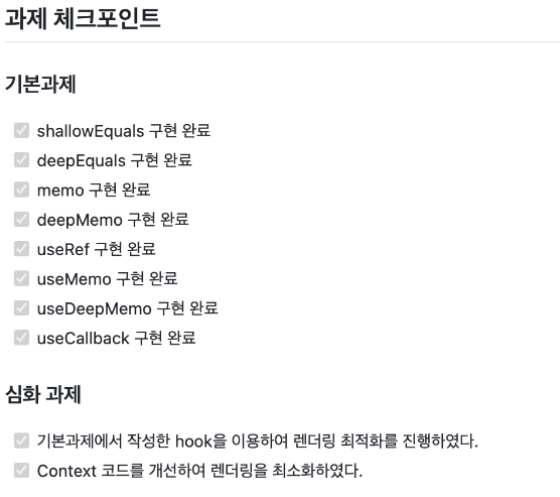 과제 체크포인트
기본과제
shallowEquals 구현 완료
deepEquals 구현 완료
memo 구현 완료
deepMemo 구현 완료
useRef 구현 완료
useMemo 구현 완료
useDeepMemo 구현 완료
useCallback 구현 완료
심화 과제
기본과제에서 작성한 hook을 이용하여 렌더링 최적화를 진행하였다.
Context 코드를 개선하여 렌더링을 최소화하였다.